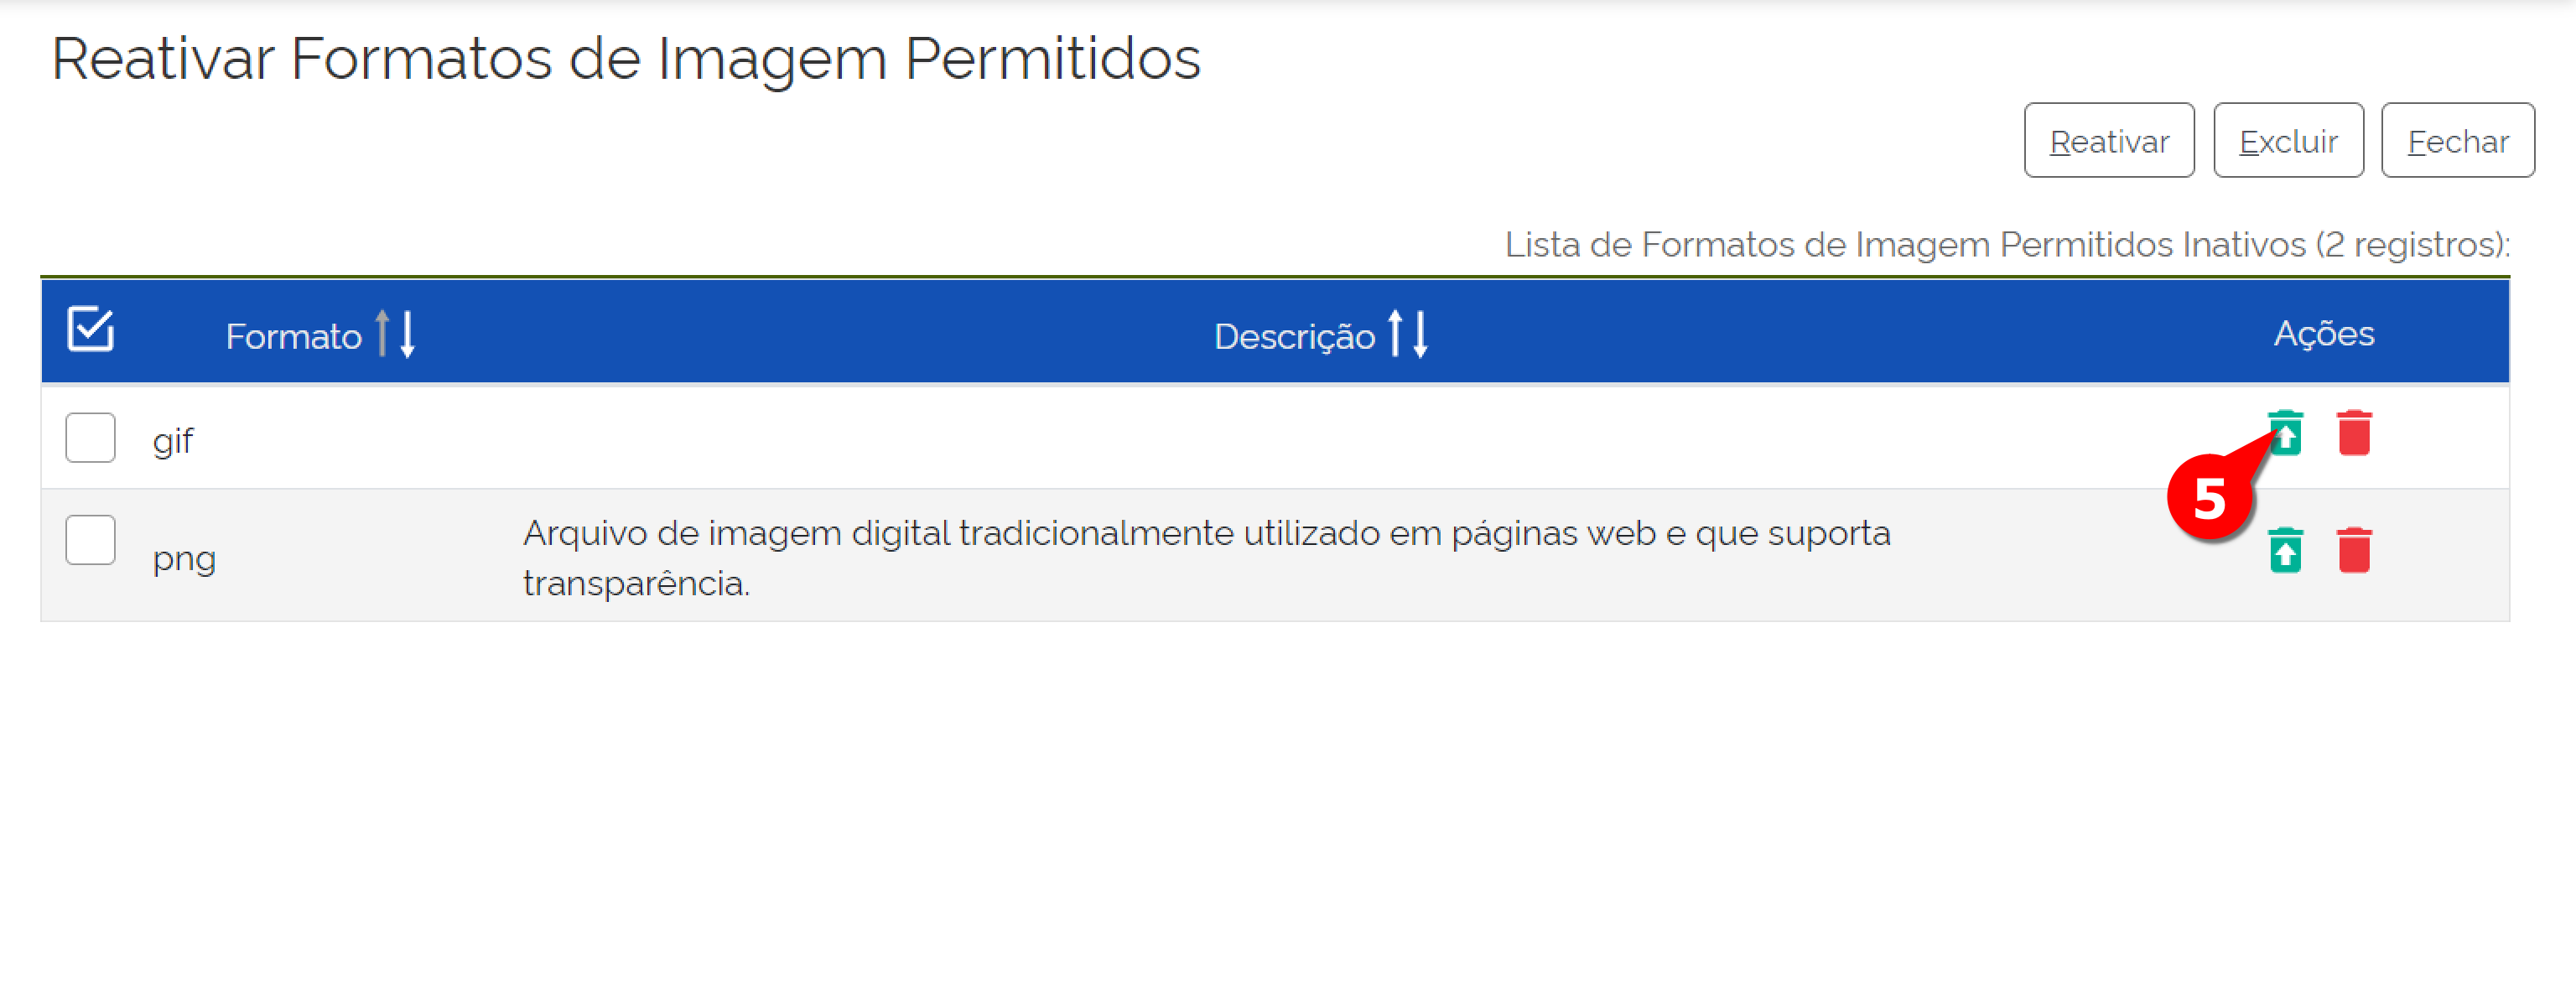 Reativar Formatos de Imagem Permitidos
Reativar Excluir Fechar
Lista de Formatos de Imagem Permitidos Inativos (2 registros):
Formato Descrição Ações
gif
5
png Arquivo de imagem digital tradicionalmente utilizado em páginas web e que suporta
transparência.